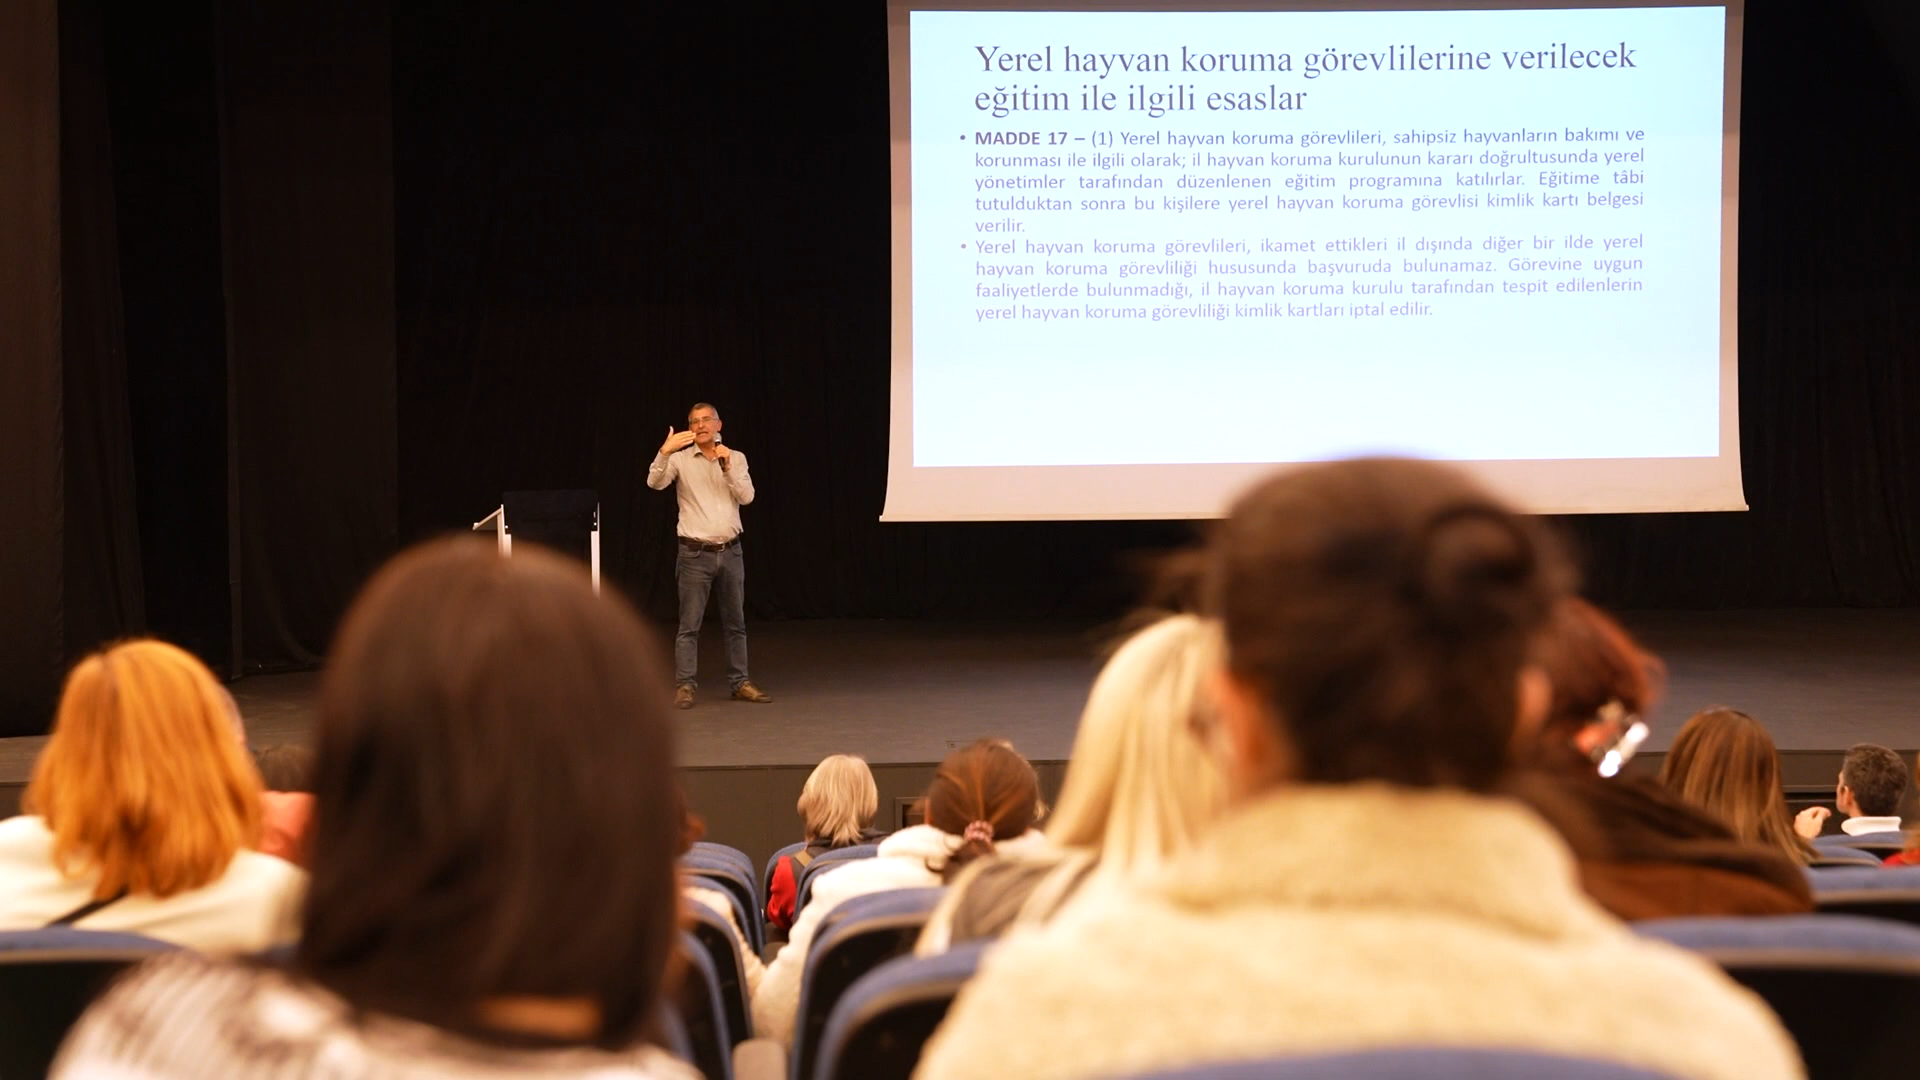 Yerel hayvan koruma görevlilerine verilecek
eğitim ile ilgili esaslar
• MADDE 17 – (1) Yerel hayvan koruma görevlileri, sahipsiz hayvanların bakımı ve
korunması ile ilgili olarak; il hayvan koruma kurulunun kararı doğrultusunda yerel
yönetimler tarafından düzenlenen eğitim programına katılırlar. Eğitime tâbi
tutulduktan sonra bu kişilere yerel hayvan koruma görevlisi kimlik kartı belgesi
verilir.
• Yerel hayvan koruma görevlileri, ikamet ettikleri il dışında diğer bir ilde yerel
hayvan koruma görevliliği hususunda başvuruda bulunamaz. Görevine uygun
faaliyetlerde bulunmadığı, il hayvan koruma kurulu tarafından tespit edilenlerin
yerel hayvan koruma görevliliği kimlik kartları iptal edilir.